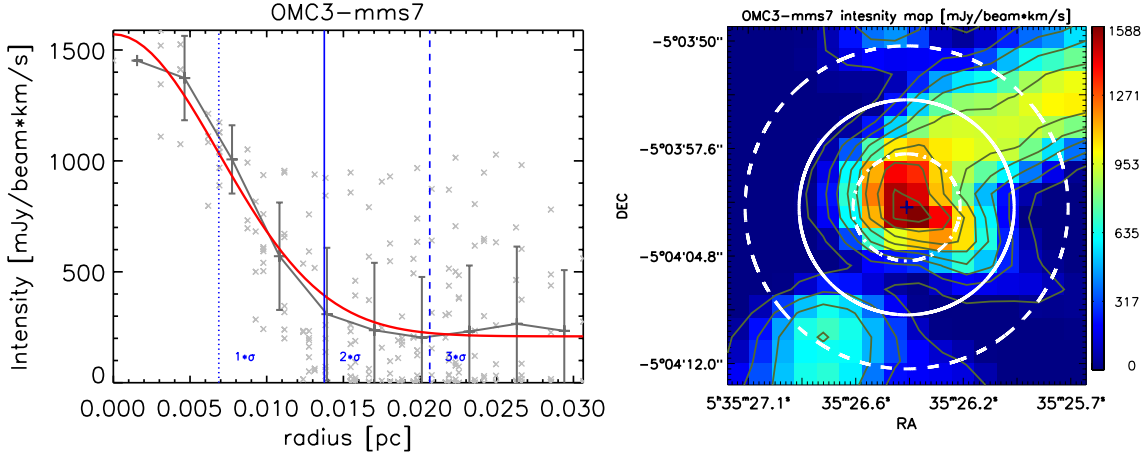 OMC3-mms7
Intensity [mJy/beam*km/s]
1500
1000
500
0
1*σ
2*σ
3*σ
0.000 0.005 0.010 0.015 0.020 0.025 0.030
radius [pc]
OMC3-mms7 intesnity map [mJy/beam*km/s]
DEC
-5°03'50"
-5°03'57.6"
-5°04'04.8"
-5°04'12.0"
5ʰ35ᵐ27.1ˢ 35ᵐ26.6ˢ 35ᵐ26.2ˢ 35ᵐ25.7ˢ
RA
1588
1271
953
635
317
0